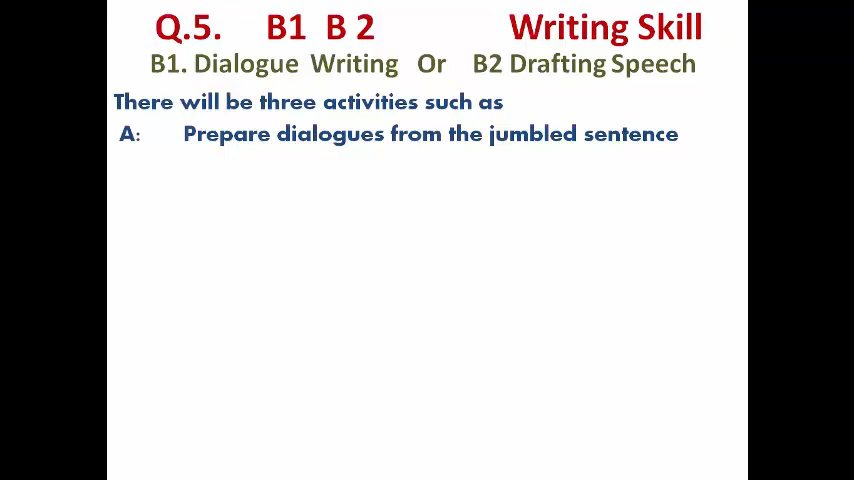 Q.5. B1 B 2 Writing Skill
B1. Dialogue Writing Or B2 Drafting Speech
There will be three activities such as
A: Prepare dialogues from the jumbled sentence